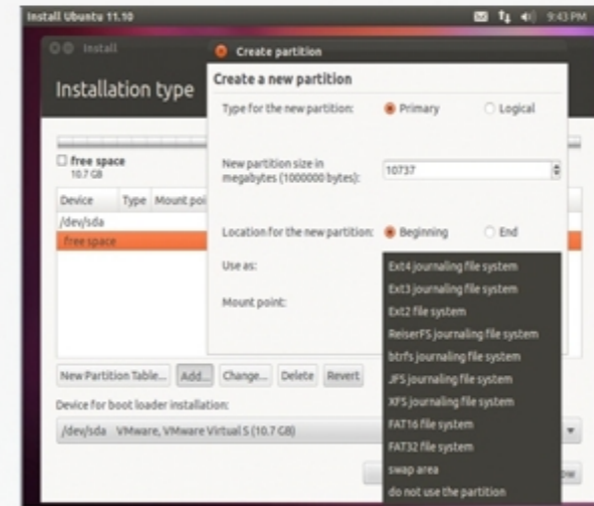 Install Ubuntu 11.10
9:43 PM
Install
Create partition
Installation type
Create a new partition
Type for the new partition:
Primary
Logical
free space
10.7 GB
New partition size in
megabytes (1000000 bytes):
10737
Device Type Mount poi
/dev/sda
free space
Location for the new partition:
Beginning
End
Use as:
Mount point:
Ext4 journaling file system
Ext3 journaling file system
Ext2 file system
ReiserFS journaling file system
btrfs journaling file system
JFS journaling file system
XFS journaling file system
FAT16 file system
FAT32 file system
swap area
do not use the partition
New Partition Table... Add... Change... Delete Revert
Device for boot loader installation:
/dev/sda VMware, VMware Virtual S (10.7 GB)